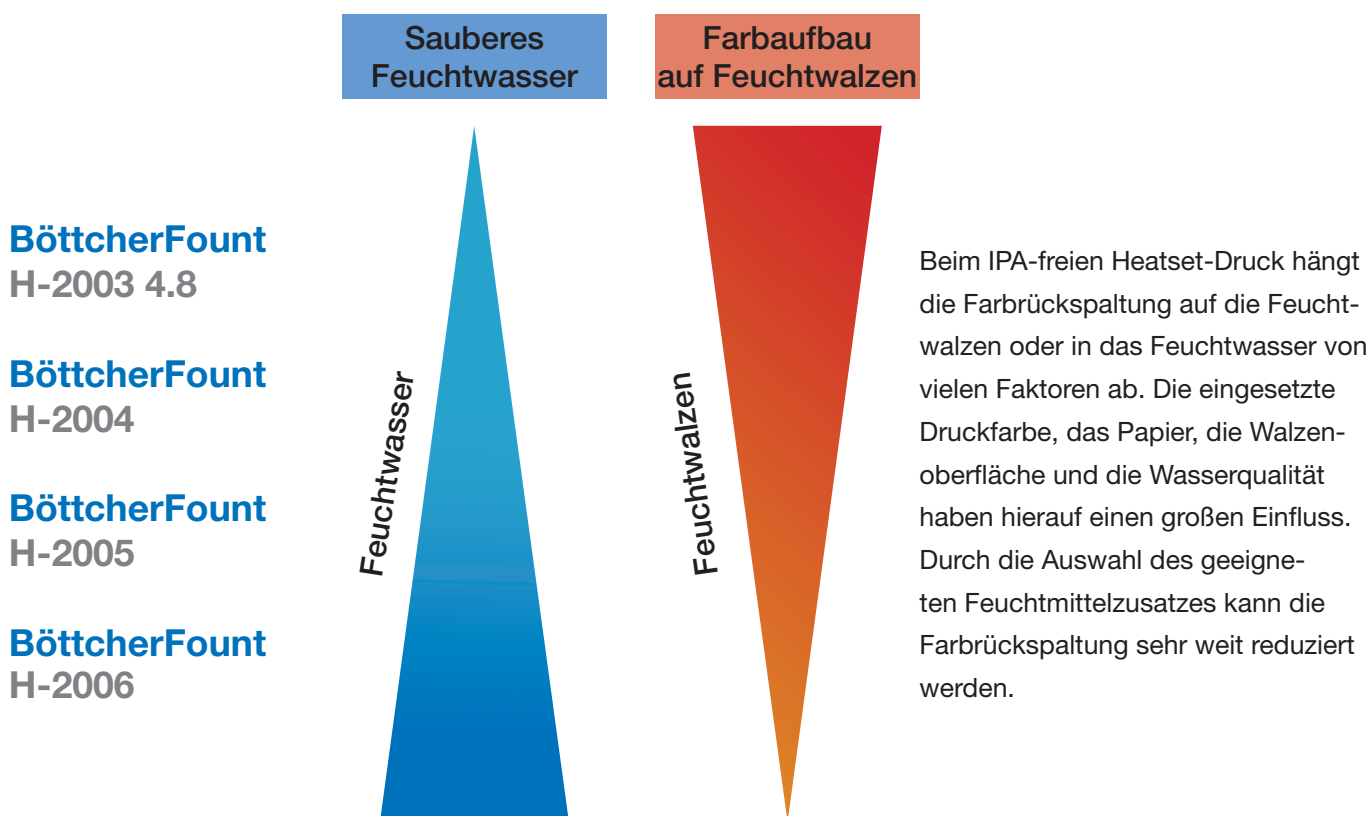 Sauberes
Feuchtwasser
Farbaufbau
auf Feuchtwalzen
BöttcherFount
H-2003 4.8
BöttcherFount
H-2004
BöttcherFount
H-2005
BöttcherFount
H-2006
Feuchtwasser
Feuchtwalzen
Beim IPA-freien Heatset-Druck hängt
die Farbrückspaltung auf die Feucht-
walzen oder in das Feuchtwasser von
vielen Faktoren ab. Die eingesetzte
Druckfarbe, das Papier, die Walzen-
oberfläche und die Wasserqualität
haben hierauf einen großen Einfluss.
Durch die Auswahl des geeigne-
ten Feuchtmittelzusatzes kann die
Farbrückspaltung sehr weit reduziert
werden.